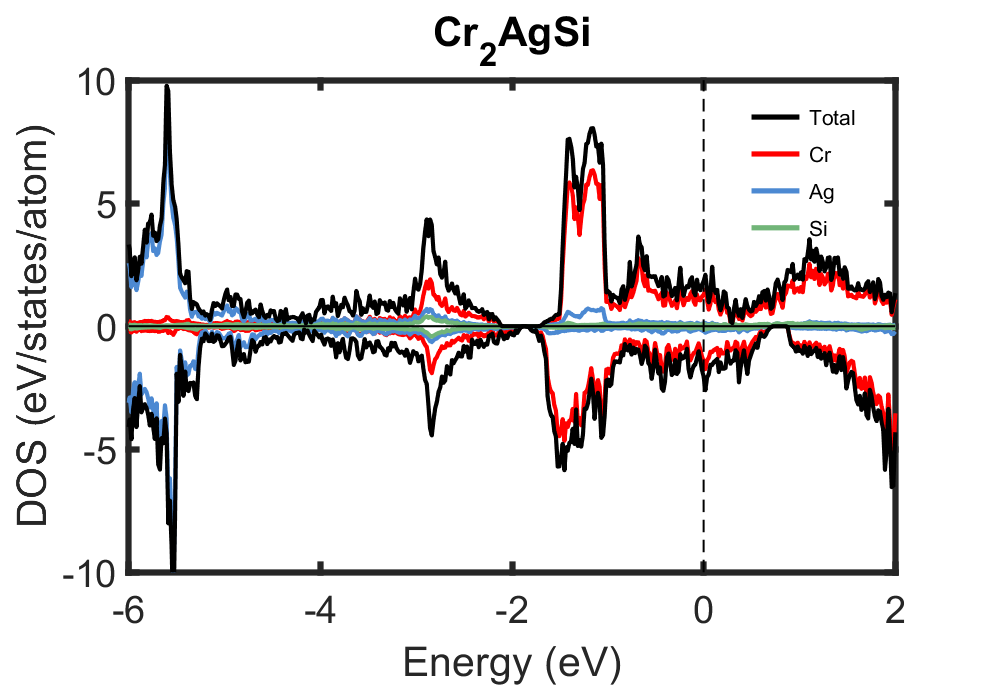 Cr2AgSi
DOS (eV/states/atom)
10
5
0
-5
-10
Total
Cr
Ag
Si
-6 -4 -2 0 2
Energy (eV)